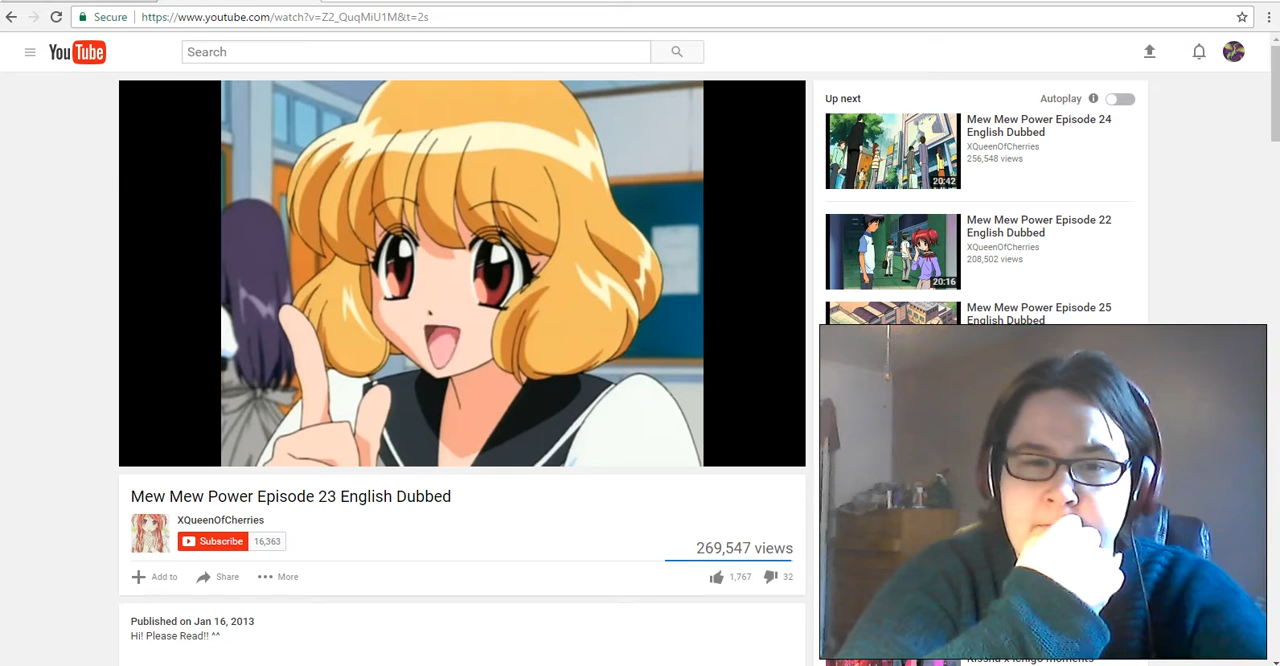 Secure https://www.youtube.com/watch?v=Z2_QuqMiU1M&t=2s
YouTube
Search
Mew Mew Power Episode 23 English Dubbed
XQueenOfCherries
Subscribe 16,363
269,547 views
Add to Share More
1,767 32
Published on Jan 16, 2013
Hi! Please Read!! ^^
Up next Autoplay
Mew Mew Power Episode 24
English Dubbed
XQueenOfCherries
256,548 views
20:42
Mew Mew Power Episode 22
English Dubbed
XQueenOfCherries
208,502 views
20:16
Mew Mew Power Episode 25
English Dubbed
Kisshu x Ichigo moments